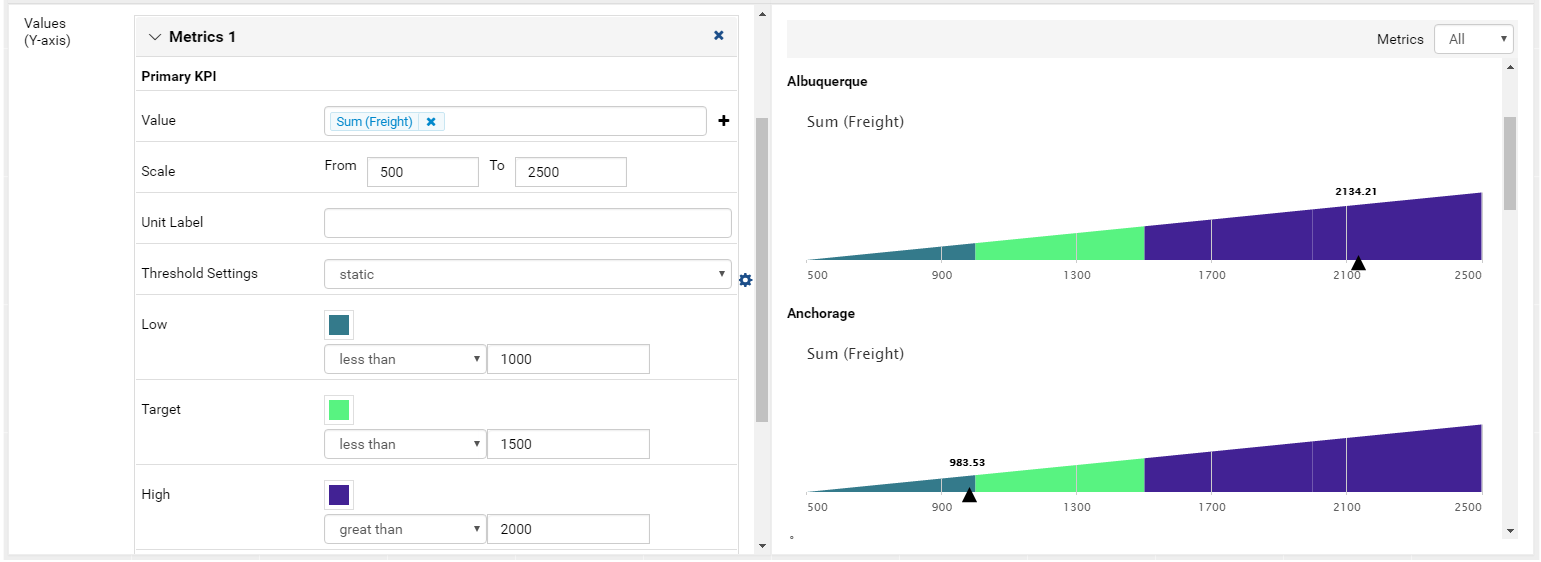 Values
(Y-axis)
Metrics 1
Primary KPI
Value Sum (Freight)
Scale From 500 To 2500
Unit Label
Threshold Settings static
Low
less than 1000
Target
less than 1500
High
great than 2000
Metrics All
Albuquerque
Sum (Freight)
2134.21
500 900 1300 1700 2100 2500
Anchorage
Sum (Freight)
983.53
500 900 1300 1700 2100 2500